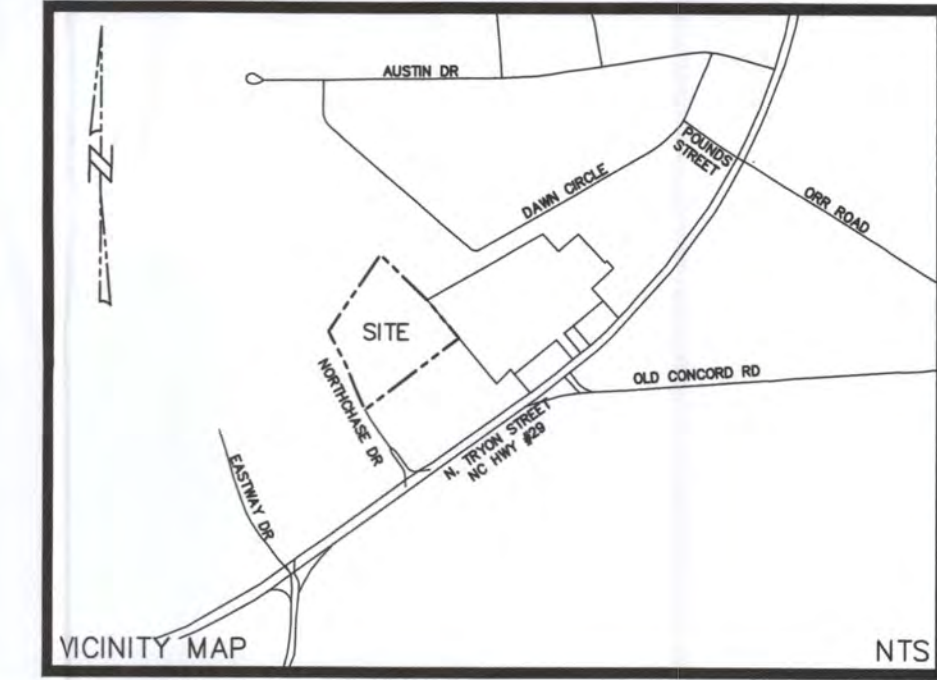 AUSTIN DR
N
POUNDS
STREET
DAWN CIRCLE
ORR ROAD
SITE
NORTHCHASE DR
OLD CONCORD RD
N. TRYON STREET
NC HWY #29
EASTWAY DR
VICINITY MAP
NTS